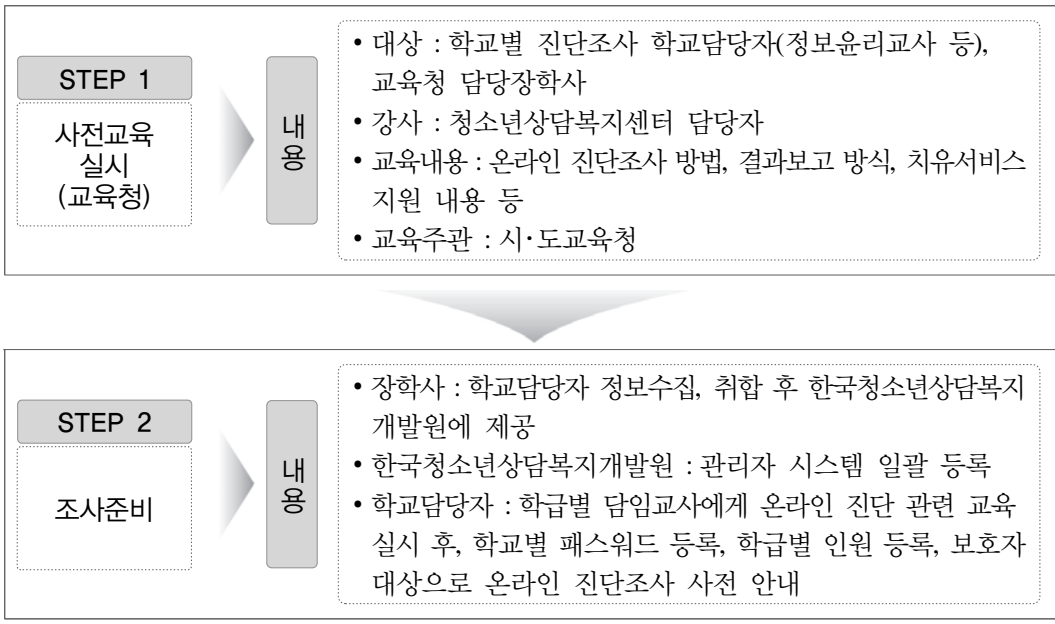 STEP 1
사전교육
실시
(교육청)
내
용
• 대상 : 학교별 진단조사 학교담당자(정보윤리교사 등),
교육청 담당장학사
• 강사 : 청소년상담복지센터 담당자
• 교육내용 : 온라인 진단조사 방법, 결과보고 방식, 치유서비스
지원 내용 등
• 교육주관 : 시·도교육청
STEP 2
조사준비
내
용
• 장학사 : 학교담당자 정보수집, 취합 후 한국청소년상담복지
개발원에 제공
• 한국청소년상담복지개발원 : 관리자 시스템 일괄 등록
• 학교담당자 : 학급별 담임교사에게 온라인 진단 관련 교육
실시 후, 학교별 패스워드 등록, 학급별 인원 등록, 보호자
대상으로 온라인 진단조사 사전 안내